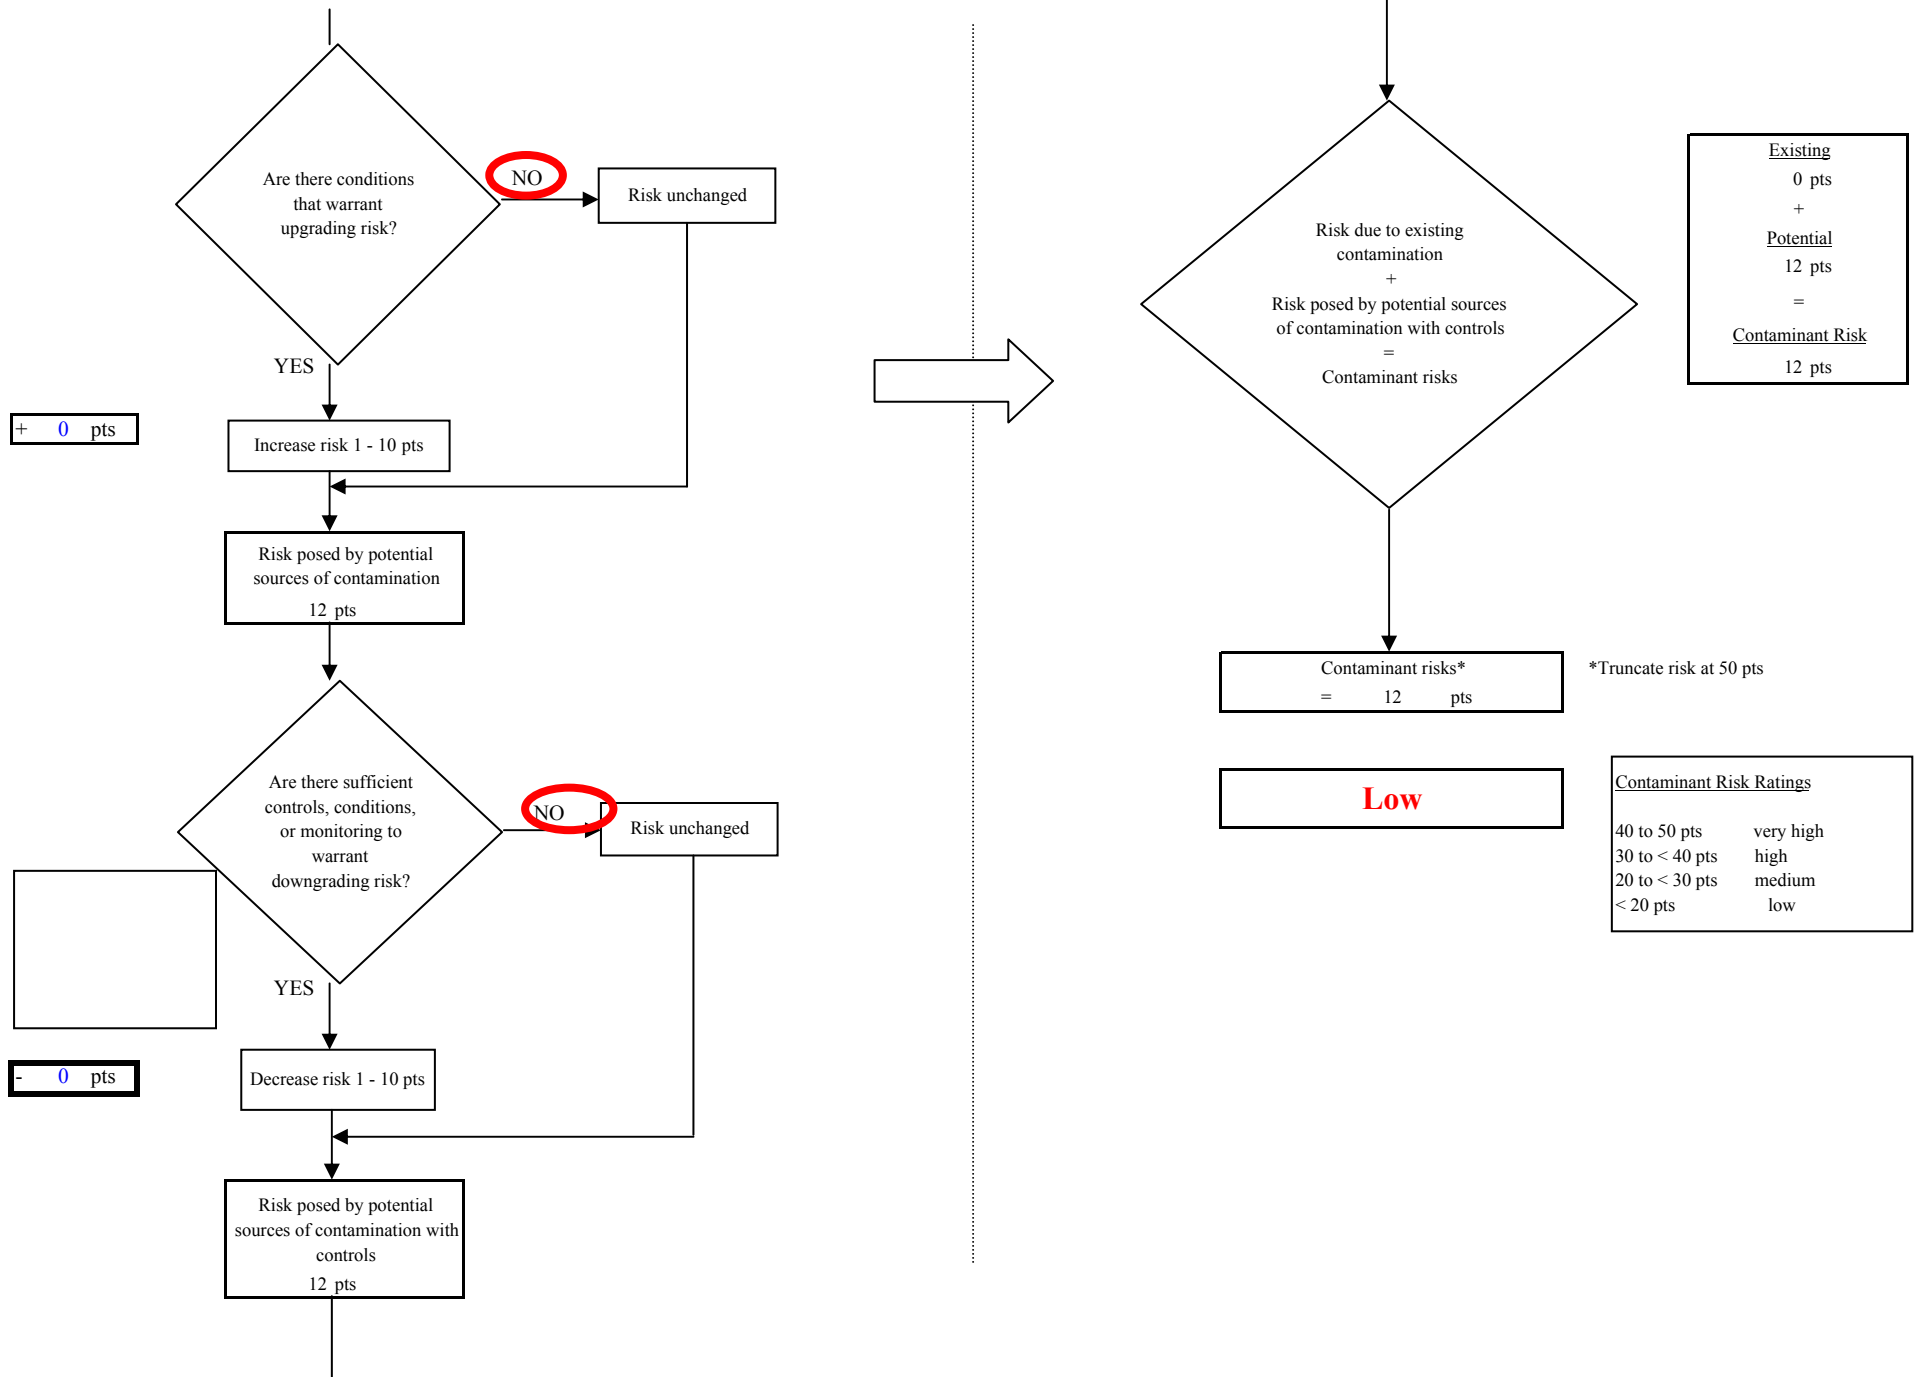 Are there conditions
that warrant
upgrading risk?
NO
Risk unchanged
YES
+ 0 pts
Increase risk 1 - 10 pts
Risk posed by potential
sources of contamination
12 pts
Are there sufficient
controls, conditions,
or monitoring to
warrant
downgrading risk?
NO
Risk unchanged
YES
- 0 pts
Decrease risk 1 - 10 pts
Risk posed by potential
sources of contamination with
controls
12 pts
Risk due to existing
contamination
+
Risk posed by potential sources
of contamination with controls
=
Contaminant risks
Existing
0 pts
+
Potential
12 pts
=
Contaminant Risk
12 pts
Contaminant risks*
= 12 pts
*Truncate risk at 50 pts
Low
Contaminant Risk Ratings
40 to 50 pts very high
30 to < 40 pts high
20 to < 30 pts medium
< 20 pts low